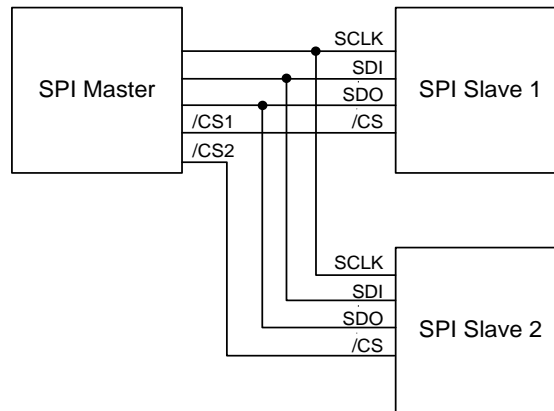 SCLK
SPI Master
SDI
SPI Slave 1
SDO
/CS1
/CS
/CS2
SCLK
SDI
SPI Slave 2
SDO
/CS